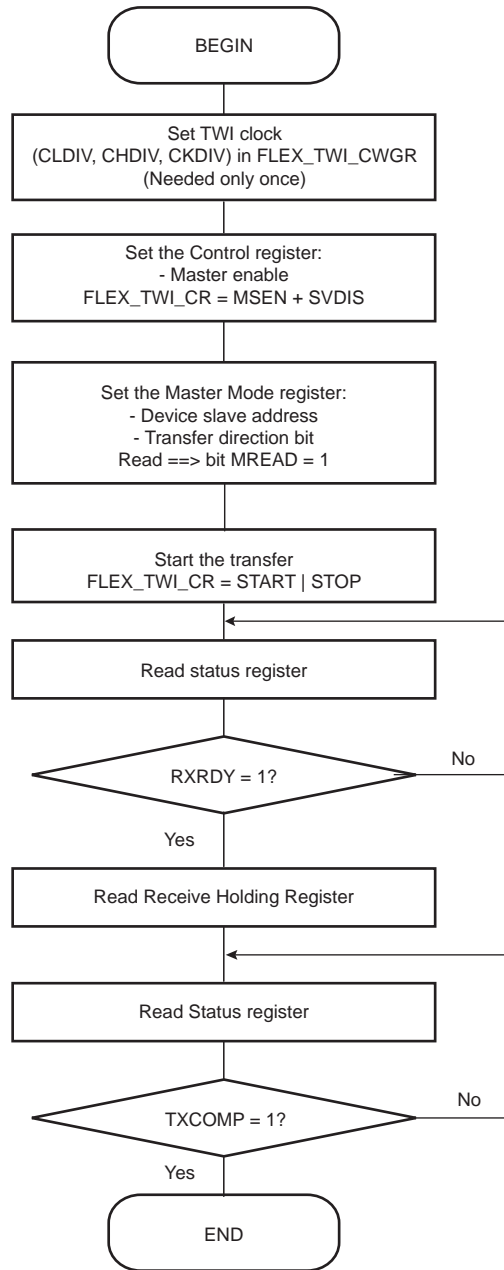 BEGIN
Set TWI clock
(CLDIV, CHDIV, CKDIV) in FLEX_TWI_CWGR
(Needed only once)
Set the Control register:
- Master enable
FLEX_TWI_CR = MSEN + SVDIS
Set the Master Mode register:
- Device slave address
- Transfer direction bit
Read ==> bit MREAD = 1
Start the transfer
FLEX_TWI_CR = START | STOP
Read status register
RXRDY = 1?
No
Yes
Read Receive Holding Register
Read Status register
TXCOMP = 1?
No
Yes
END